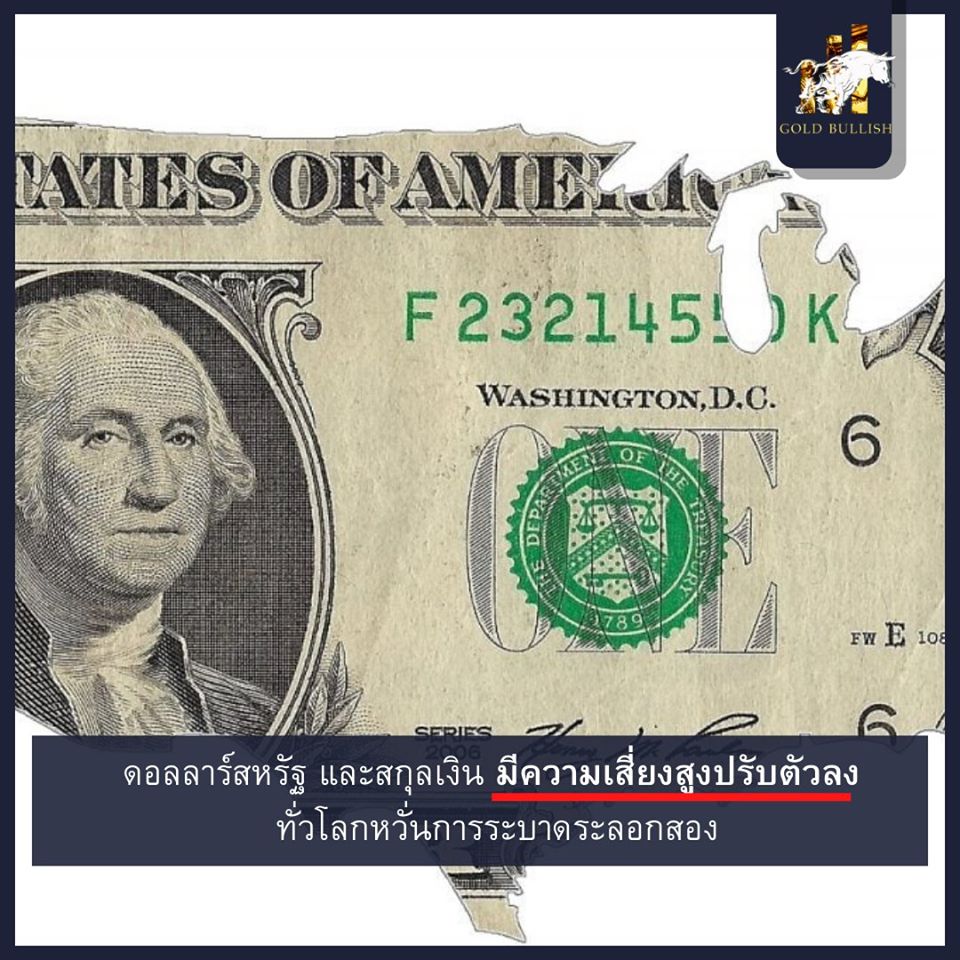 GOLD BULLISH
TATES OF AME
F 2321455 K
WASHINGTON, D.C.
6
ONE
THE DEPARTMENT OF THE TREASURY
1789
FW E 108
SERIES
2006
6
ดอลลาร์สหรัฐ และสกุลเงิน มีความเสี่ยงสูงปรับตัวลง
ทั่วโลกหวั่นการระบาดระลอกสอง